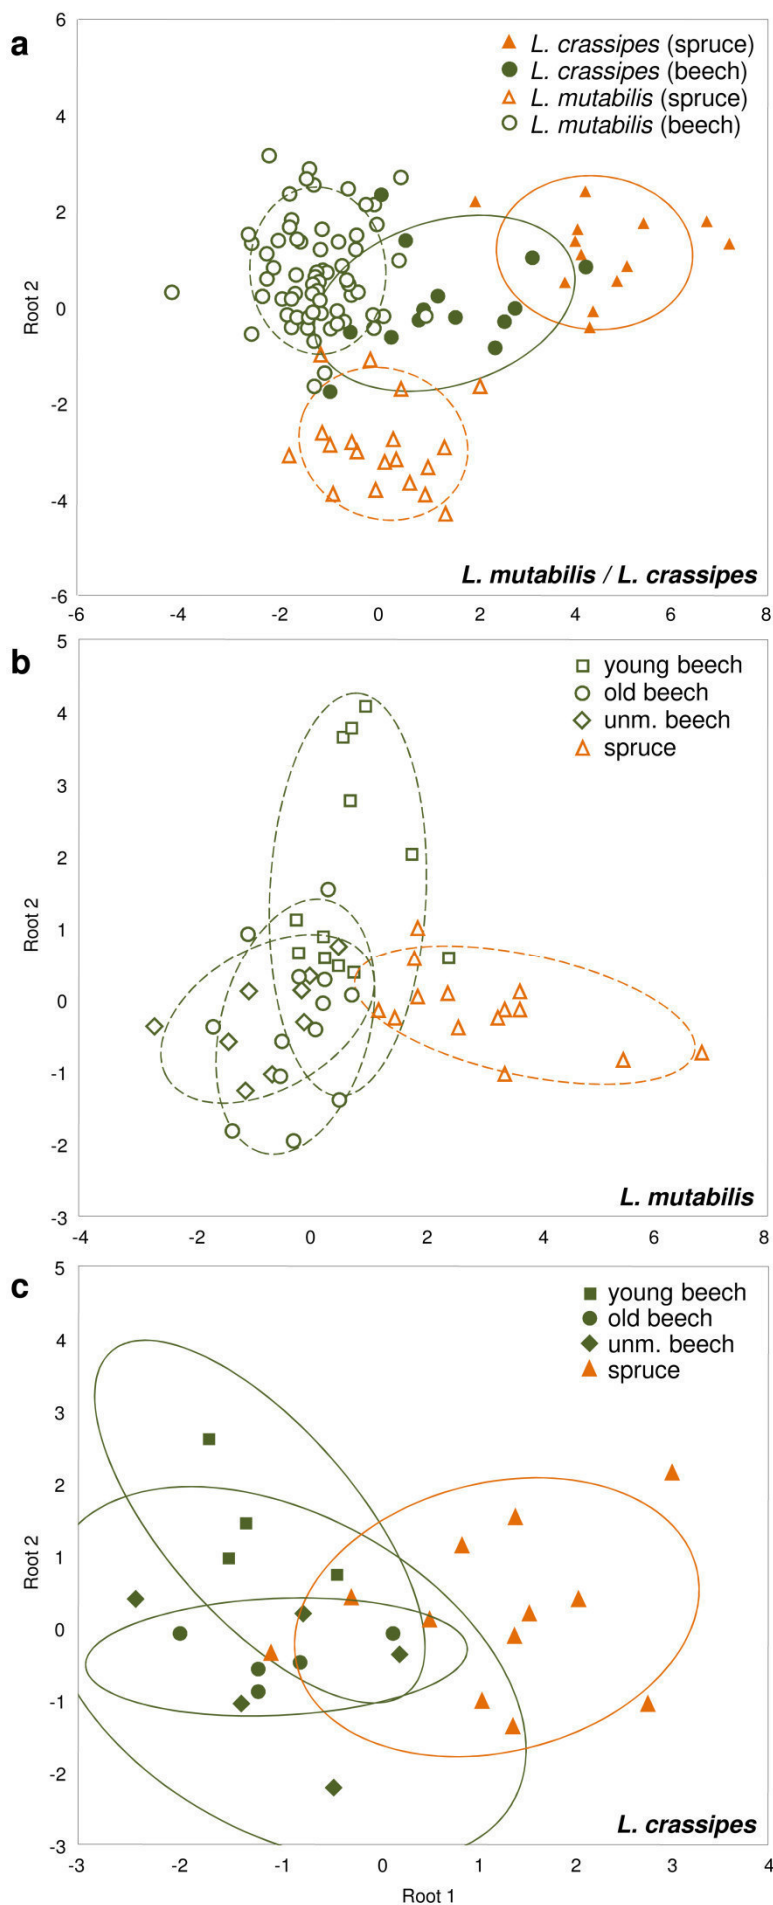 a
L. crassipes (spruce)
L. crassipes (beech)
L. mutabilis (spruce)
L. mutabilis (beech)
6
4
2
0
-2
-4
-6
Root 2
L. mutabilis / L. crassipes
-6 -4 -2 0 2 4 6 8
b
young beech
old beech
unm. beech
spruce
5
4
3
2
1
0
-1
-2
-3
Root 2
L. mutabilis
-4 -2 0 2 4 6 8
c
young beech
old beech
unm. beech
spruce
5
4
3
2
1
0
-1
-2
-3
Root 2
L. crassipes
-3 -2 -1 0 1 2 3 4
Root 1